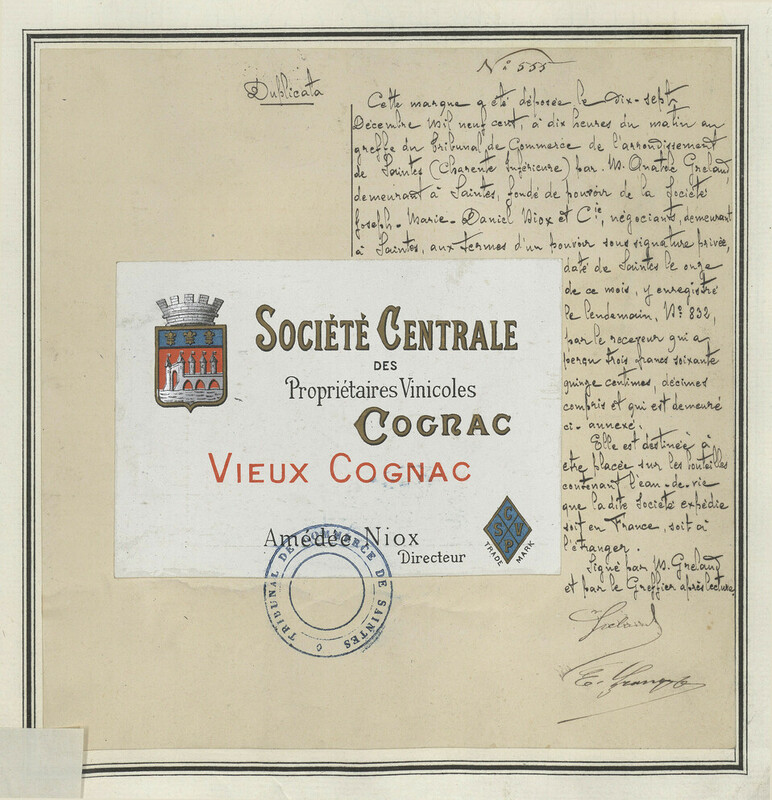 Duplicata
N° 555
Cette marque a été déposée le dix-sept
Décembre mil neuf cent, à dix heures du matin au
greffe du Tribunal de Commerce de l'arrondissement
de Saintes (Charente Inférieure) par M. Anatole Grelaud,
demeurant à Saintes, fondé de pouvoir de la Société
Joseph-Marie-Daniel Niox et Cie, négociants, demeurant
à Saintes, aux termes d'un pouvoir sous signature privée,
daté de Saintes le onze
de ce mois, y enregistré
le lendemain, N° 832,
par le receveur qui a
perçu trois francs soixante
quinze centimes, décimes
compris et qui est demeuré
ci-annexé.
Elle est destinée à
être placée sur les bouteilles
contenant l'eau-de-vie
que ladite Société expédie
soit en France, soit à
l'étranger.
Signé par M. Grelaud
et par le Greffier après lecture.
SOCIÉTÉ CENTRALE
DES
Propriétaires Vinicoles
COGNAC
VIEUX COGNAC
Amédée Niox
Directeur
C
S V
P
TRADE MARK
TRIBUNAL DE COMMERCE DE SAINTES
Grelaud